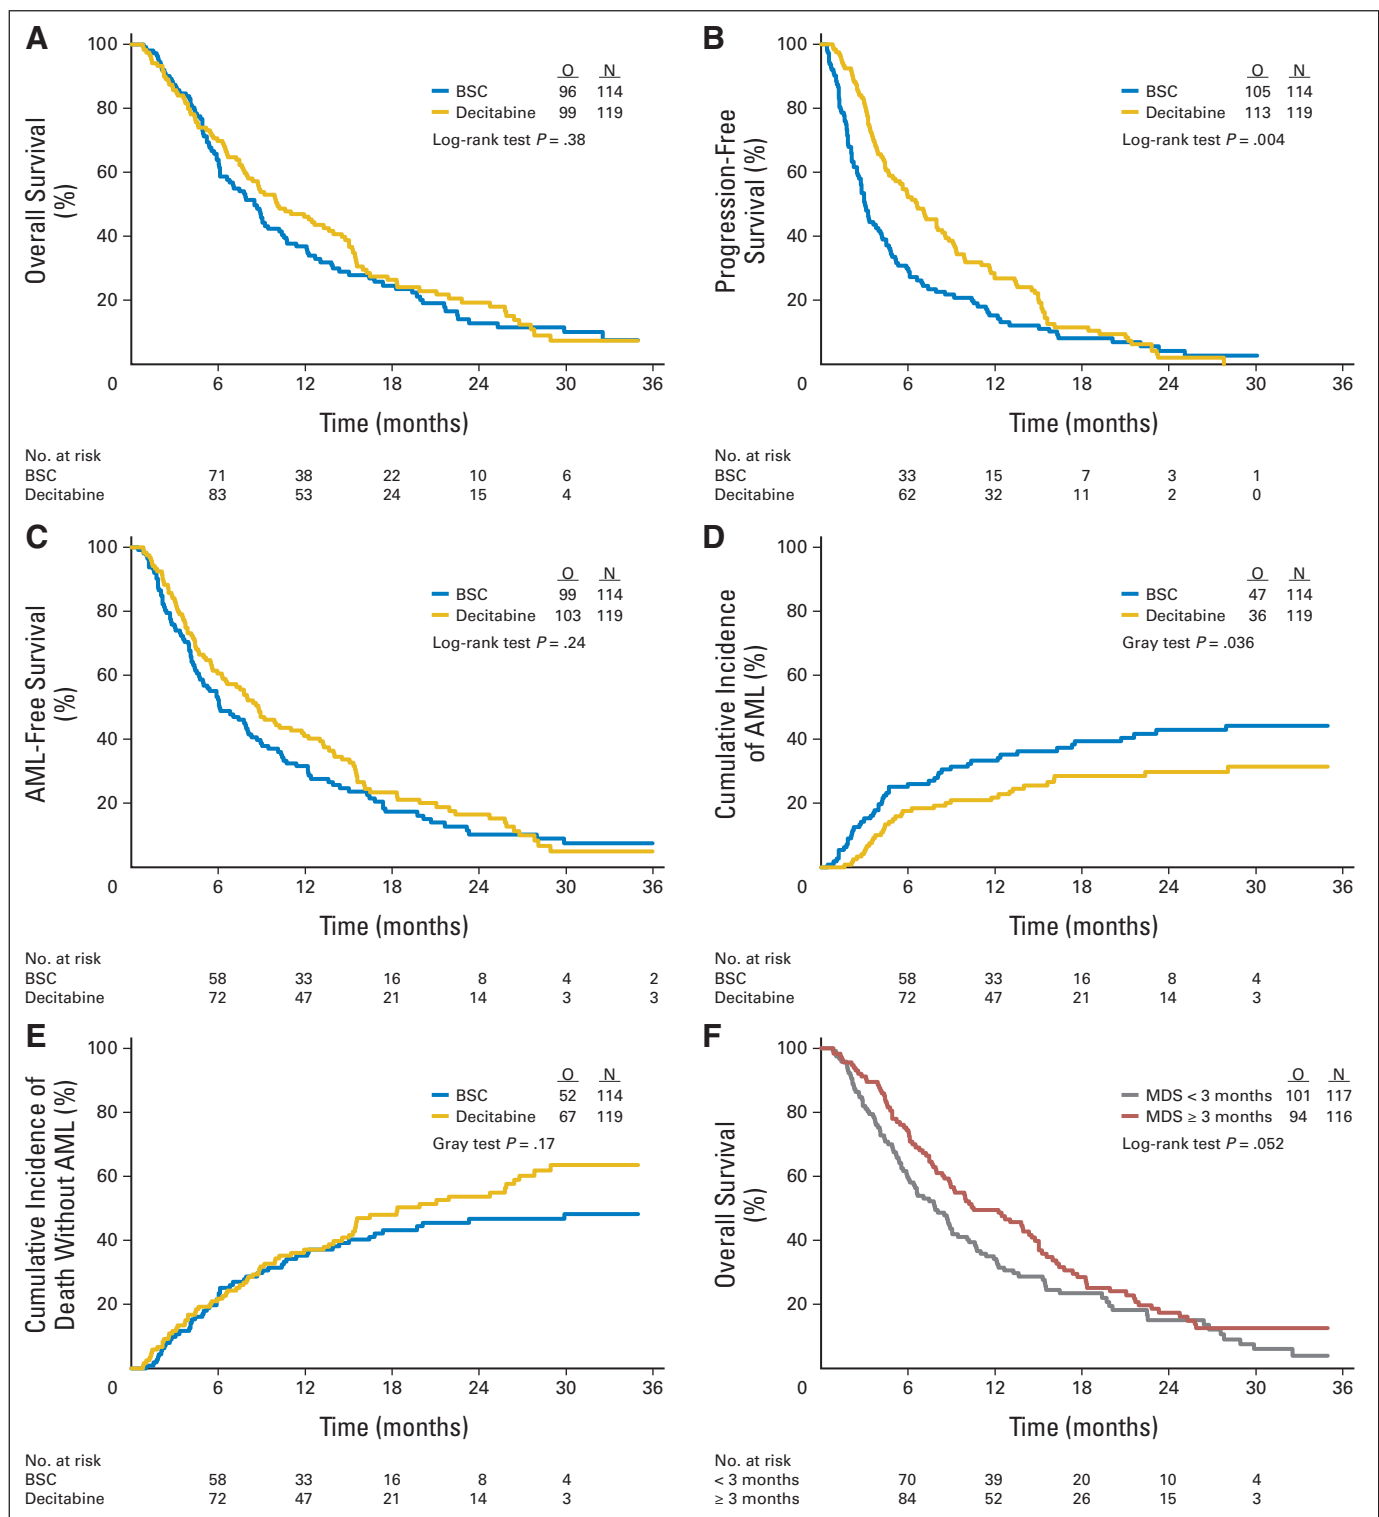 A
Overall Survival
(%)
100
80
60
40
20
0
6 12 18 24 30 36
O N
BSC 96 114
Decitabine 99 119
Log-rank test P = .38
Time (months)
No. at risk
BSC 71 38 22 10 6
Decitabine 83 53 24 15 4
B
Progression-Free
Survival (%)
100
80
60
40
20
0
6 12 18 24 30 36
O N
BSC 105 114
Decitabine 113 119
Log-rank test P = .004
Time (months)
No. at risk
BSC 33 15 7 3 1
Decitabine 62 32 11 2 0
C
AML-Free Survival
(%)
100
80
60
40
20
0
6 12 18 24 30 36
O N
BSC 99 114
Decitabine 103 119
Log-rank test P = .24
Time (months)
No. at risk
BSC 58 33 16 8 4 2
Decitabine 72 47 21 14 3 3
D
Cumulative Incidence
of AML (%)
100
80
60
40
20
0
6 12 18 24 30 36
O N
BSC 47 114
Decitabine 36 119
Gray test P = .036
Time (months)
No. at risk
BSC 58 33 16 8 4
Decitabine 72 47 21 14 3
E
Cumulative Incidence of
Death Without AML (%)
100
80
60
40
20
0
6 12 18 24 30 36
O N
BSC 52 114
Decitabine 67 119
Gray test P = .17
Time (months)
No. at risk
BSC 58 33 16 8 4
Decitabine 72 47 21 14 3
F
Overall Survival
(%)
100
80
60
40
20
0
6 12 18 24 30 36
O N
MDS < 3 months 101 117
MDS ≥ 3 months 94 116
Log-rank test P = .052
Time (months)
No. at risk
< 3 months 70 39 20 10 4
≥ 3 months 84 52 26 15 3